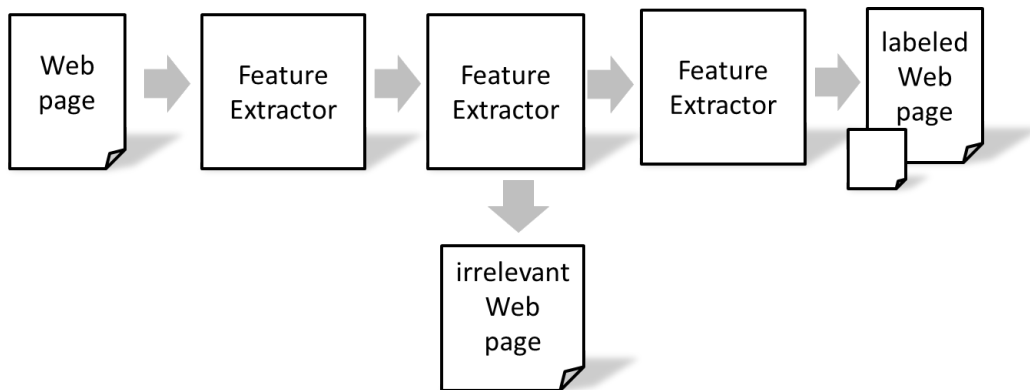 Web
page
Feature
Extractor
Feature
Extractor
Feature
Extractor
labeled
Web
page
irrelevant
Web
page